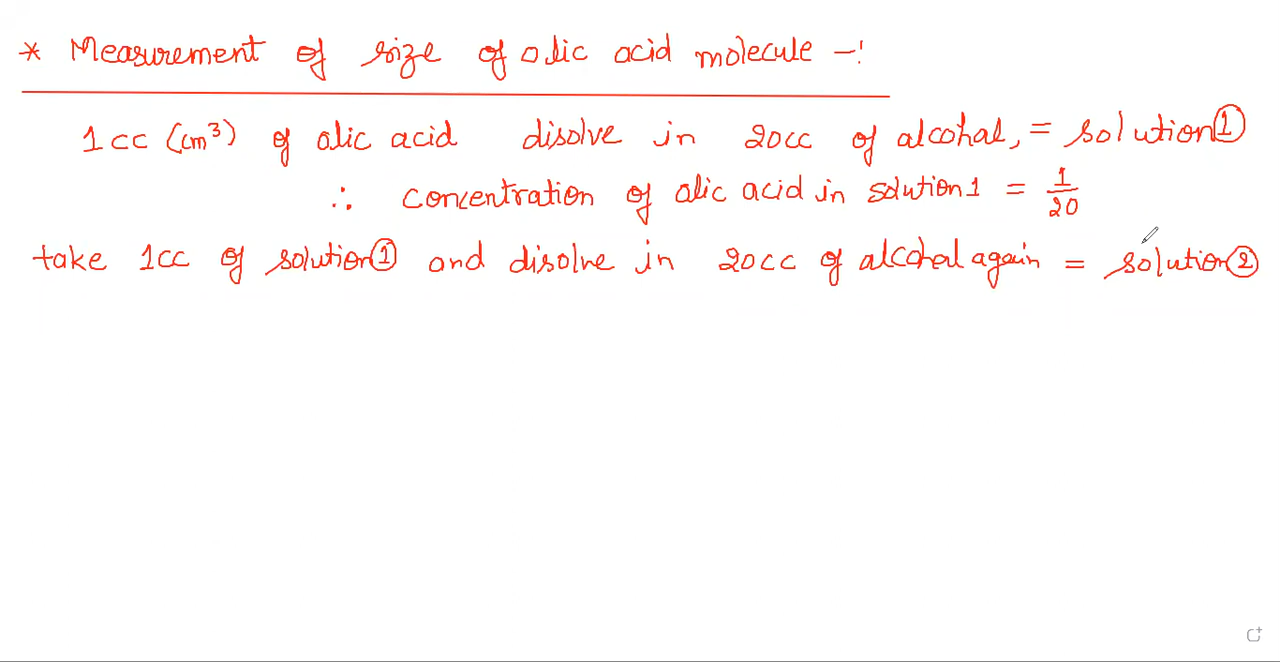 * Measurement of size of olic acid molecule -:
1cc (cm³) of olic acid disolve in 20cc of alcohal, = solution①
∴ concentration of olic acid in solution 1 = 1/20
take 1cc of solution① and disolve in 20cc of alcohal again = solution②